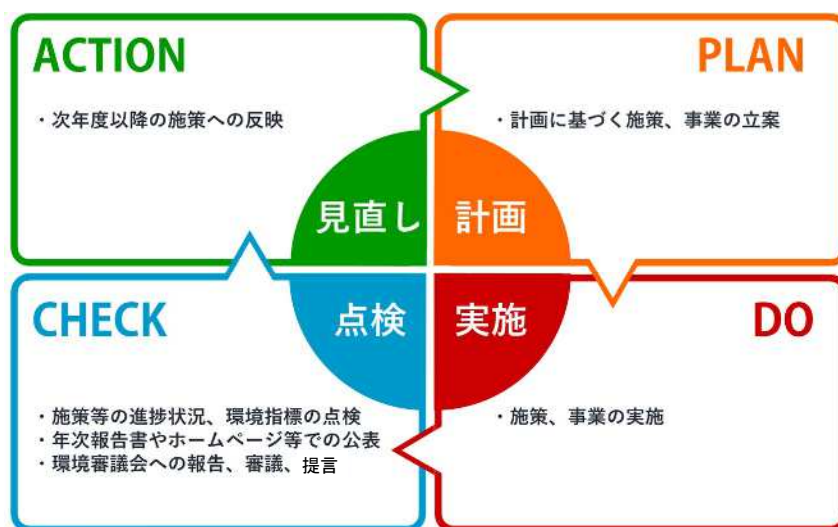 ACTION
・次年度以降の施策への反映
見直し
PLAN
・計画に基づく施策、事業の立案
計画
CHECK
点検
・施策等の進捗状況、環境指標の点検
・年次報告書やホームページ等での公表
・環境審議会への報告、審議、提言
DO
実施
・施策、事業の実施